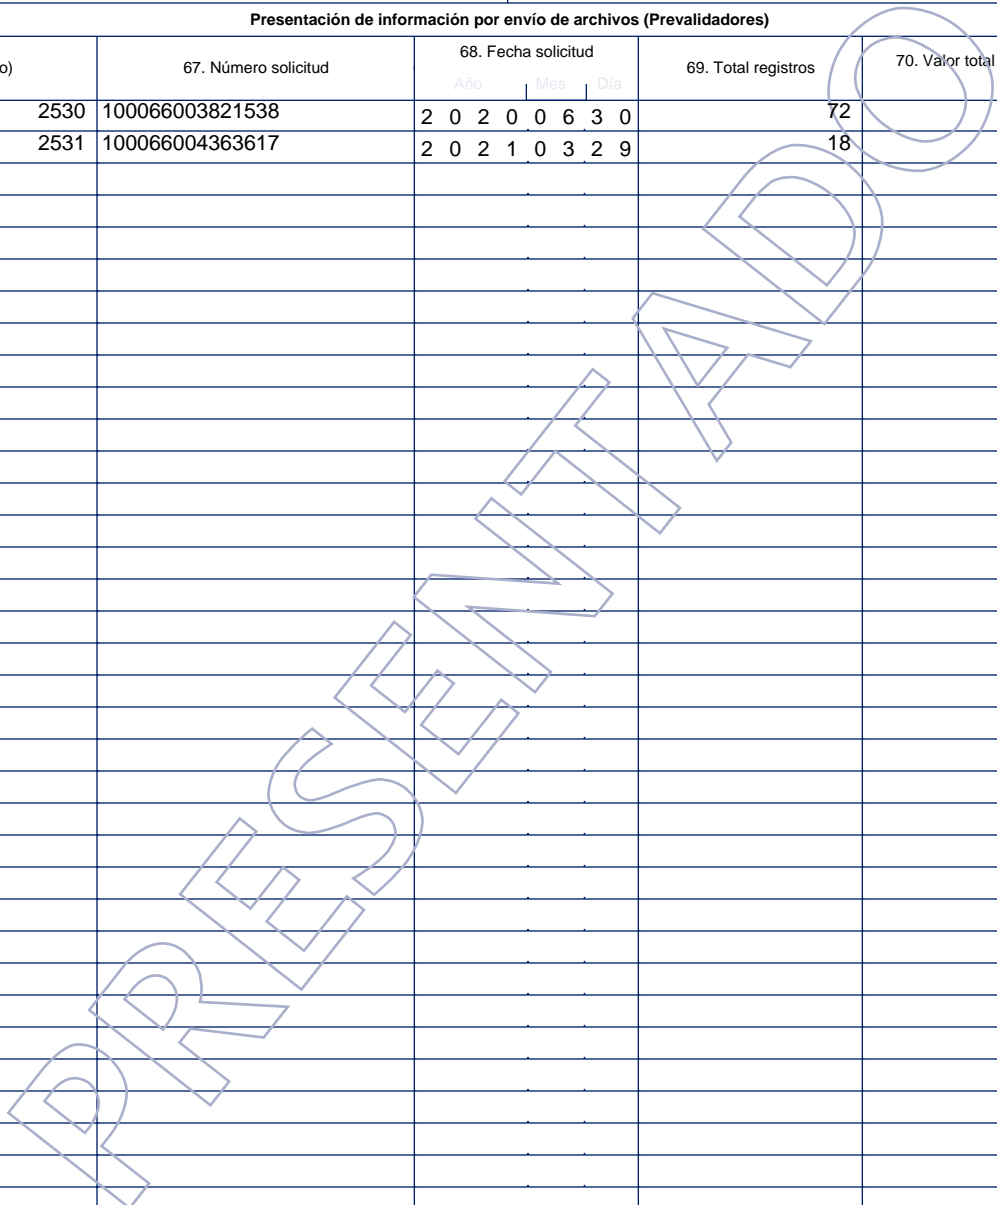 Presentación de información por envío de archivos (Prevalidadores)
o) 67. Número solicitud 68. Fecha solicitud 69. Total registros 70. Valor total
Año Mes Día
2530 100066003821538 2 0 2 0 0 6 3 0 72
2531 100066004363617 2 0 2 1 0 3 2 9 18
PRESENTADO